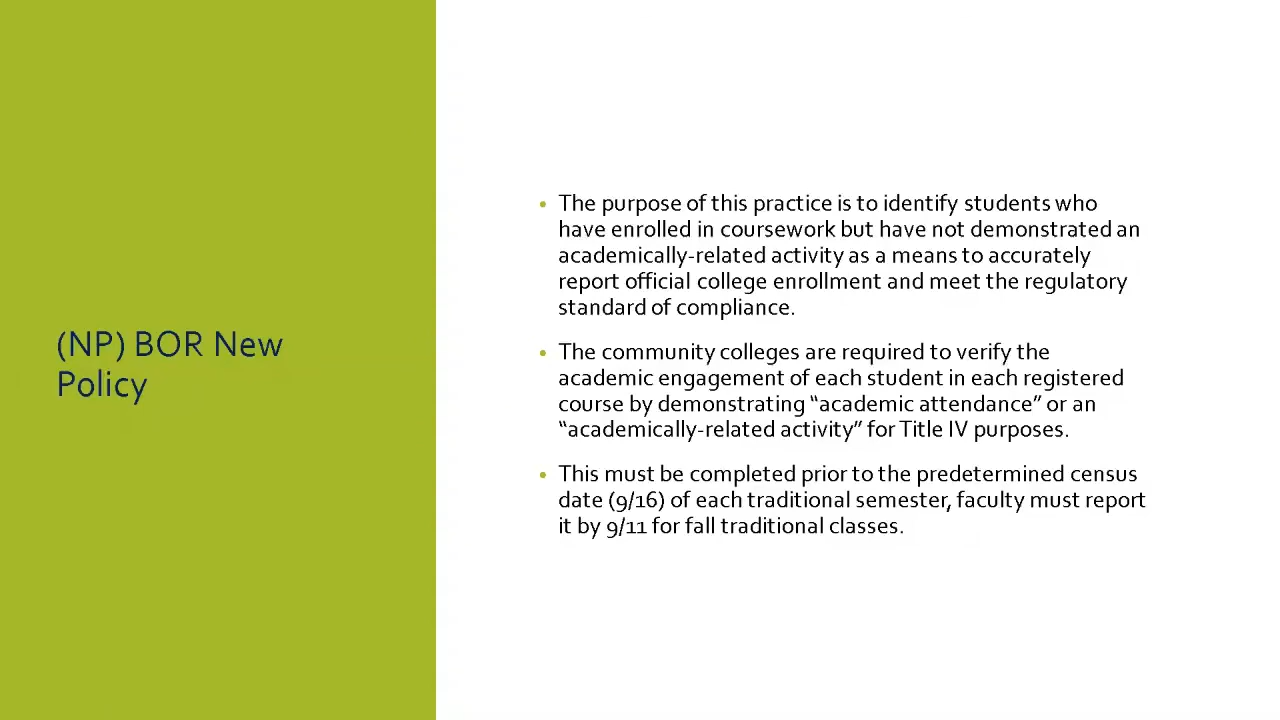 (NP) BOR New
Policy
• The purpose of this practice is to identify students who
have enrolled in coursework but have not demonstrated an
academically-related activity as a means to accurately
report official college enrollment and meet the regulatory
standard of compliance.
• The community colleges are required to verify the
academic engagement of each student in each registered
course by demonstrating “academic attendance” or an
“academically-related activity” for Title IV purposes.
• This must be completed prior to the predetermined census
date (9/16) of each traditional semester, faculty must report
it by 9/11 for fall traditional classes.